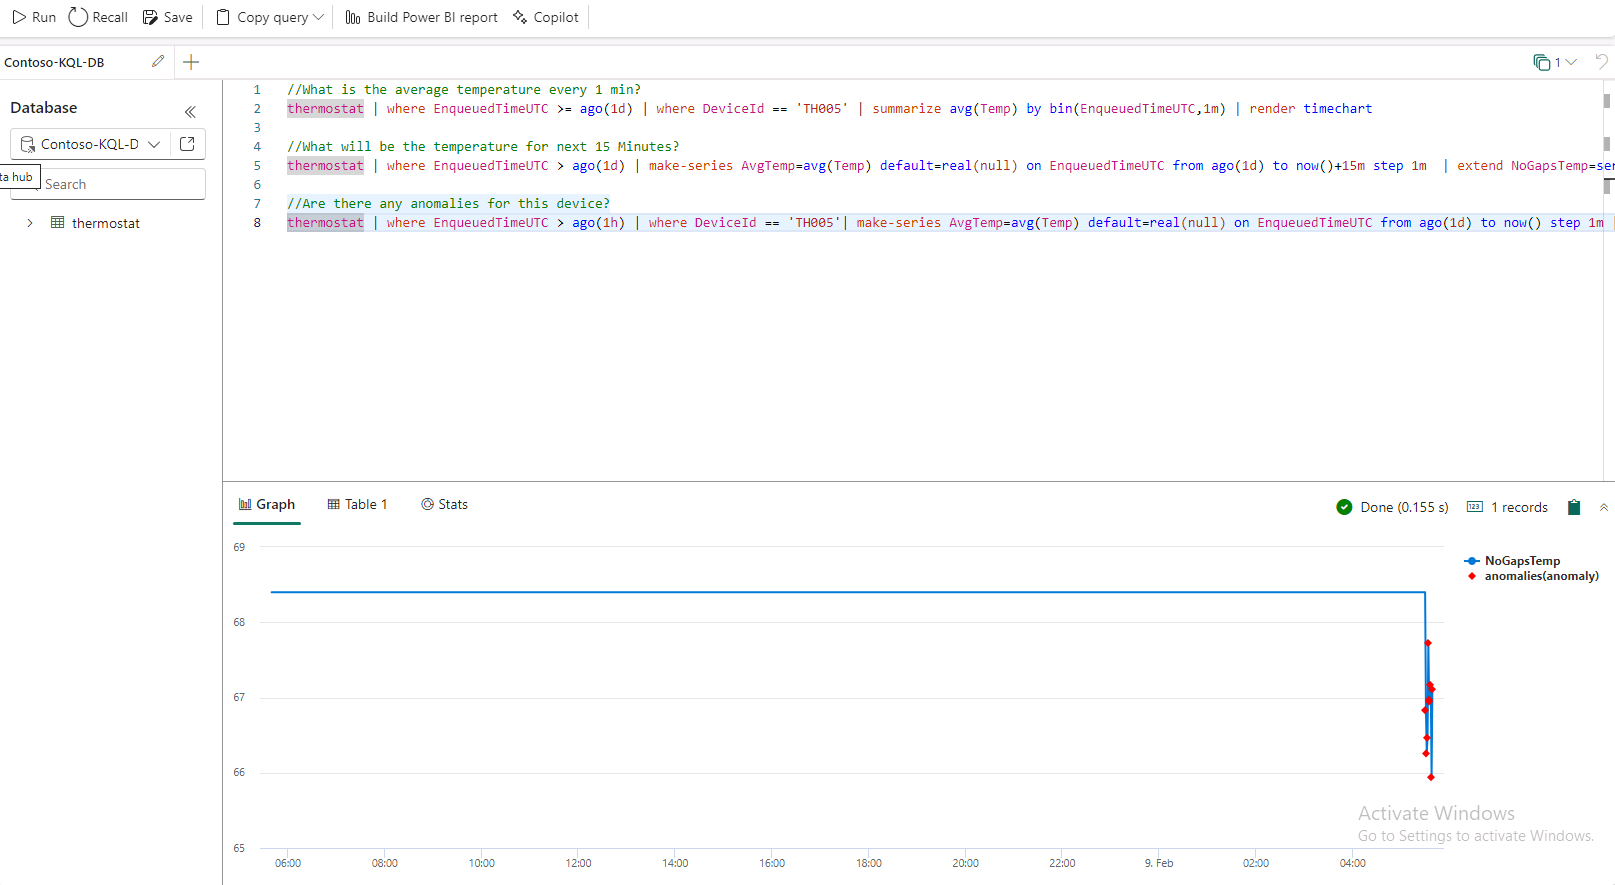 Run Recall Save Copy query Build Power BI report Copilot
Contoso-KQL-DB
1
Database
Contoso-KQL-D
ta hub
Search
thermostat
1 //What is the average temperature every 1 min?
2 thermostat | where EnqueuedTimeUTC >= ago(1d) | where DeviceId == 'TH005' | summarize avg(Temp) by bin(EnqueuedTimeUTC,1m) | render timechart
3
4 //What will be the temperature for next 15 Minutes?
5 thermostat | where EnqueuedTimeUTC > ago(1d) | make-series AvgTemp=avg(Temp) default=real(null) on EnqueuedTimeUTC from ago(1d) to now()+15m step 1m | extend NoGapsTemp=ser
6
7 //Are there any anomalies for this device?
8 thermostat | where EnqueuedTimeUTC > ago(1h) | where DeviceId == 'TH005'| make-series AvgTemp=avg(Temp) default=real(null) on EnqueuedTimeUTC from ago(1d) to now() step 1m |
Graph Table 1 Stats
Done (0.155 s) 123 1 records
69
68
67
66
65
NoGapsTemp
anomalies(anomaly)
06:00 08:00 10:00 12:00 14:00 16:00 18:00 20:00 22:00 9. Feb 02:00 04:00
Activate Windows
Go to Settings to activate Windows.